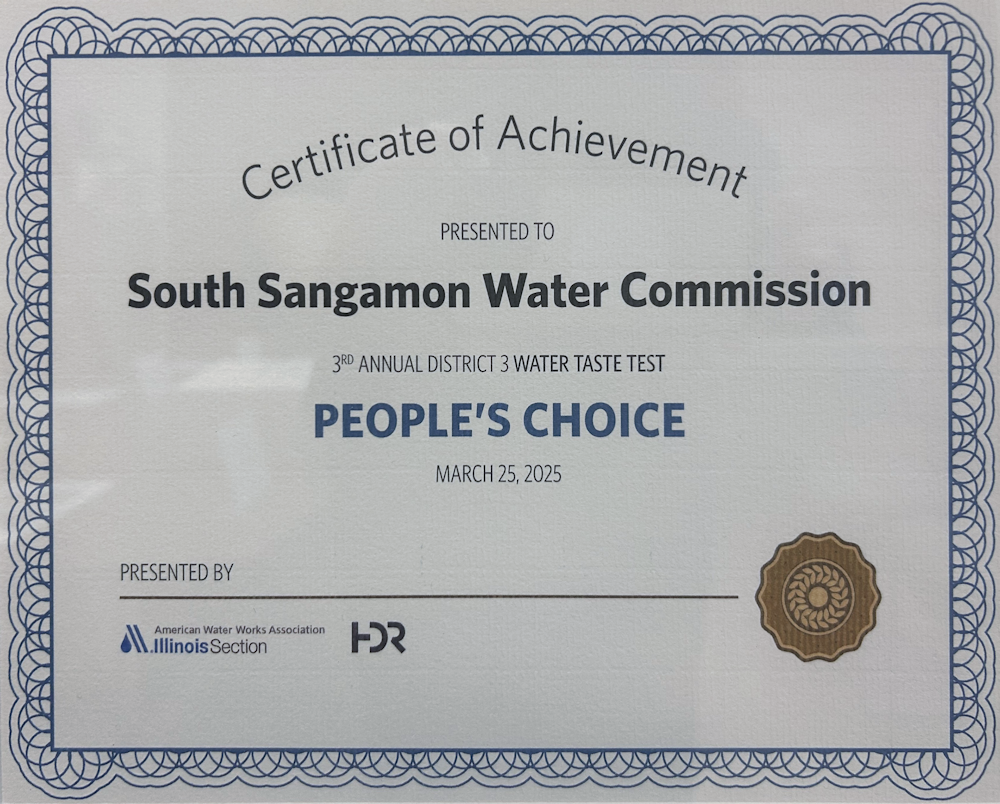 Certificate of Achievement
PRESENTED TO
South Sangamon Water Commission
3RD ANNUAL DISTRICT 3 WATER TASTE TEST
PEOPLE'S CHOICE
MARCH 25, 2025
PRESENTED BY
American Water Works Association
Illinois Section
HDR